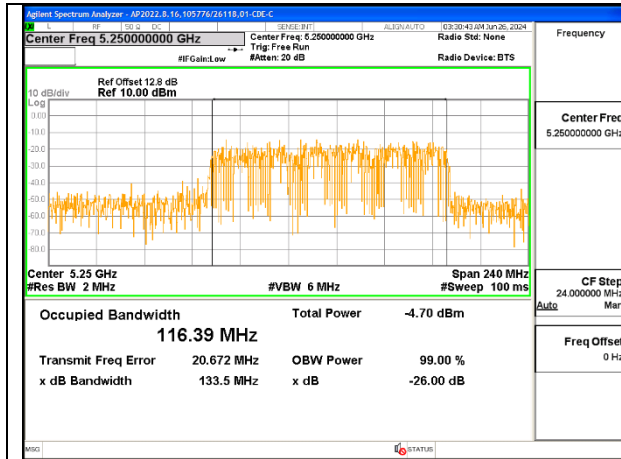 Agilent Spectrum Analyzer - AP2022.8.16,105776/26118,01-CDE-C
L RF 50 Ω DC SENSE:INT ALIGN AUTO 03:30:43 AM Jun 26, 2024
Center Freq 5.250000000 GHz Center Freq: 5.250000000 GHz Radio Std: None
Trig: Free Run
#IFGain:Low #Atten: 20 dB Radio Device: BTS
Frequency
Ref Offset 12.8 dB
10 dB/div Ref 10.00 dBm
Log
0.00
-10.0
-20.0
-30.0
-40.0
-50.0
-60.0
-70.0
-80.0
Center 5.25 GHz Span 240 MHz
#Res BW 2 MHz #VBW 6 MHz #Sweep 100 ms
Occupied Bandwidth Total Power -4.70 dBm
116.39 MHz
Transmit Freq Error 20.672 MHz OBW Power 99.00 %
x dB Bandwidth 133.5 MHz x dB -26.00 dB
Center Freq
5.250000000 GHz
CF Step
24.000000 MHz
Auto Man
Freq Offset
0 Hz
MSG STATUS